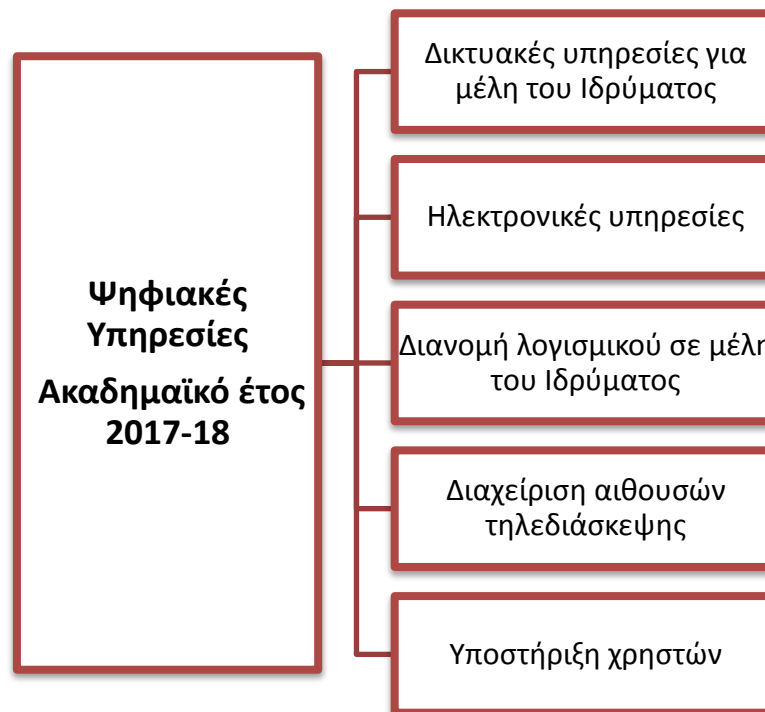 Ψηφιακές
Υπηρεσίες
Ακαδημαϊκό έτος
2017-18
Δικτυακές υπηρεσίες για
μέλη του Ιδρύματος
Ηλεκτρονικές υπηρεσίες
Διανομή λογισμικού σε μέλη
του Ιδρύματος
Διαχείριση αιθουσών
τηλεδιάσκεψης
Υποστήριξη χρηστών